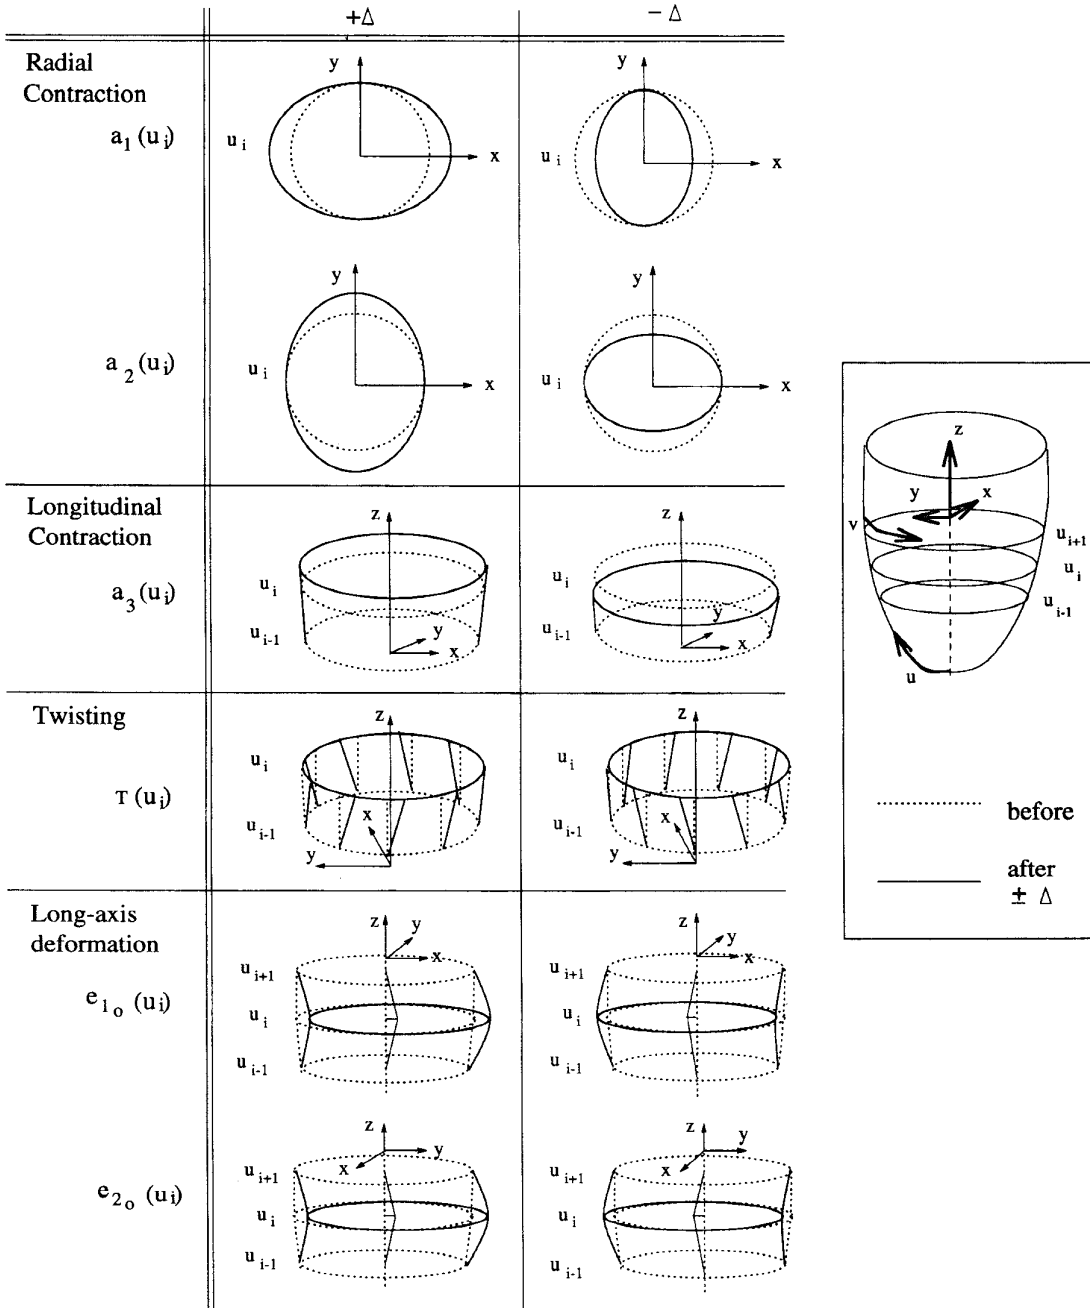 +Δ
− Δ
Radial
Contraction
a1 (ui)
y
ui
x
y
ui
x
a2 (ui)
y
ui
x
y
ui
x
Longitudinal
Contraction
a3 (ui)
z
ui
ui-1
y
x
z
ui
ui-1
y
x
Twisting
τ (ui)
z
ui
ui-1
x
y
z
ui
ui-1
x
y
Long-axis
deformation
e1o (ui)
z
y
x
ui+1
ui
ui-1
z
y
x
ui+1
ui
ui-1
e2o (ui)
z
y
x
ui+1
ui
ui-1
z
y
x
ui+1
ui
ui-1
z
y
x
v
ui+1
ui
ui-1
u
before
after
± Δ